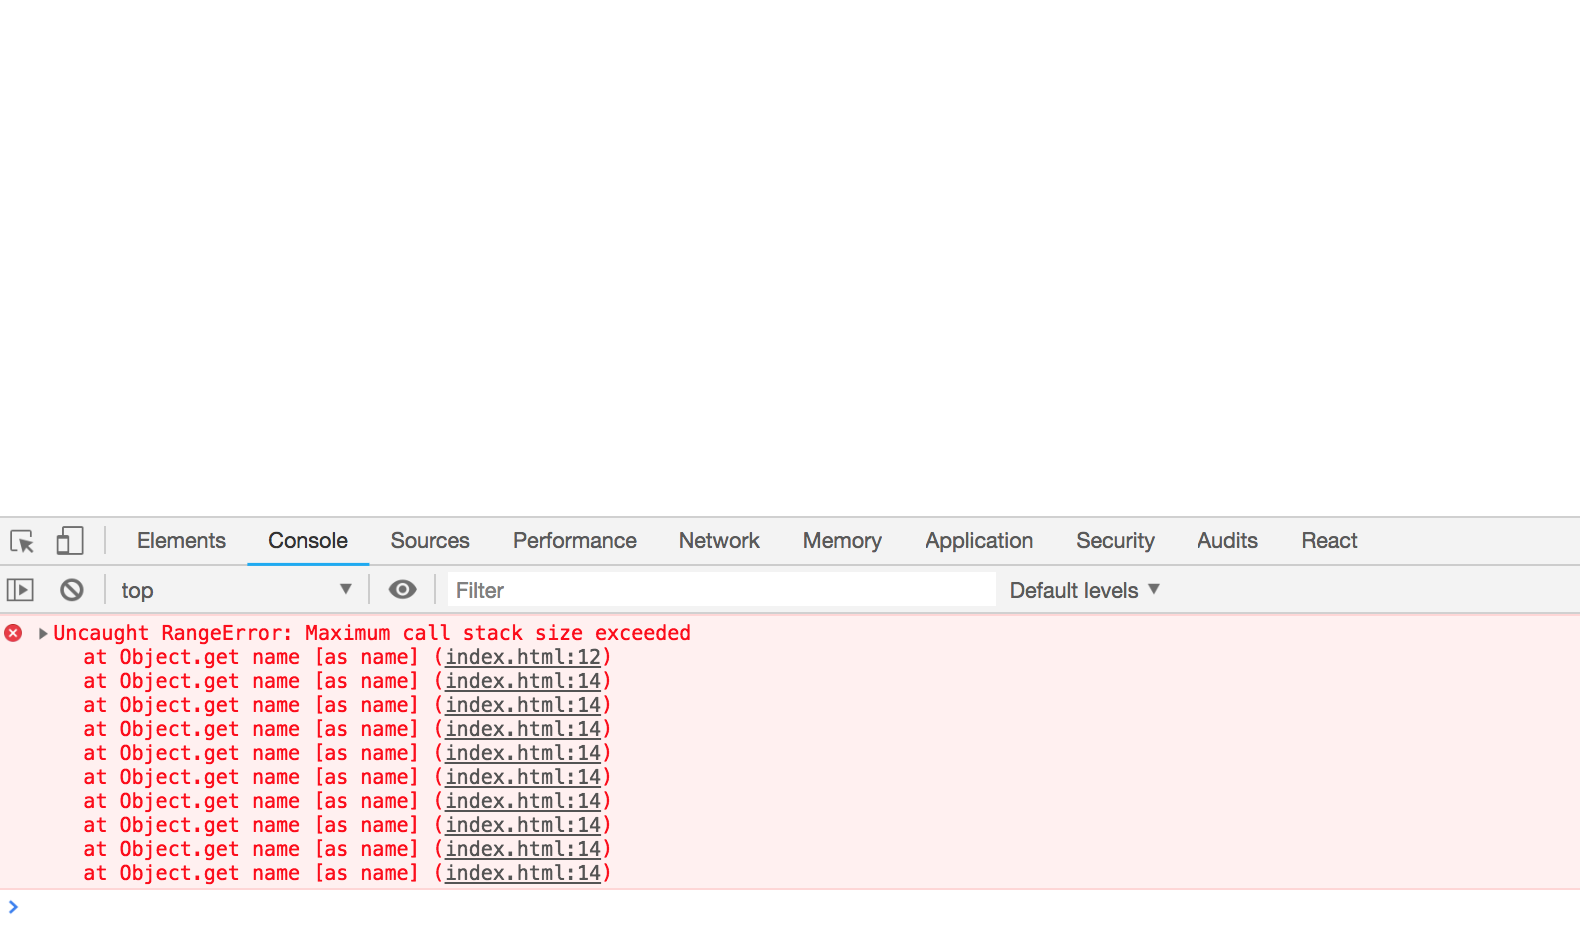 Elements Console Sources Performance Network Memory Application Security Audits React
top Filter Default levels
Uncaught RangeError: Maximum call stack size exceeded
at Object.get name [as name] (index.html:12)
at Object.get name [as name] (index.html:14)
at Object.get name [as name] (index.html:14)
at Object.get name [as name] (index.html:14)
at Object.get name [as name] (index.html:14)
at Object.get name [as name] (index.html:14)
at Object.get name [as name] (index.html:14)
at Object.get name [as name] (index.html:14)
at Object.get name [as name] (index.html:14)
at Object.get name [as name] (index.html:14)